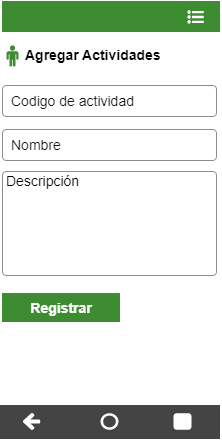 Agregar Actividades
Codigo de actividad
Nombre
Descripción
Registrar